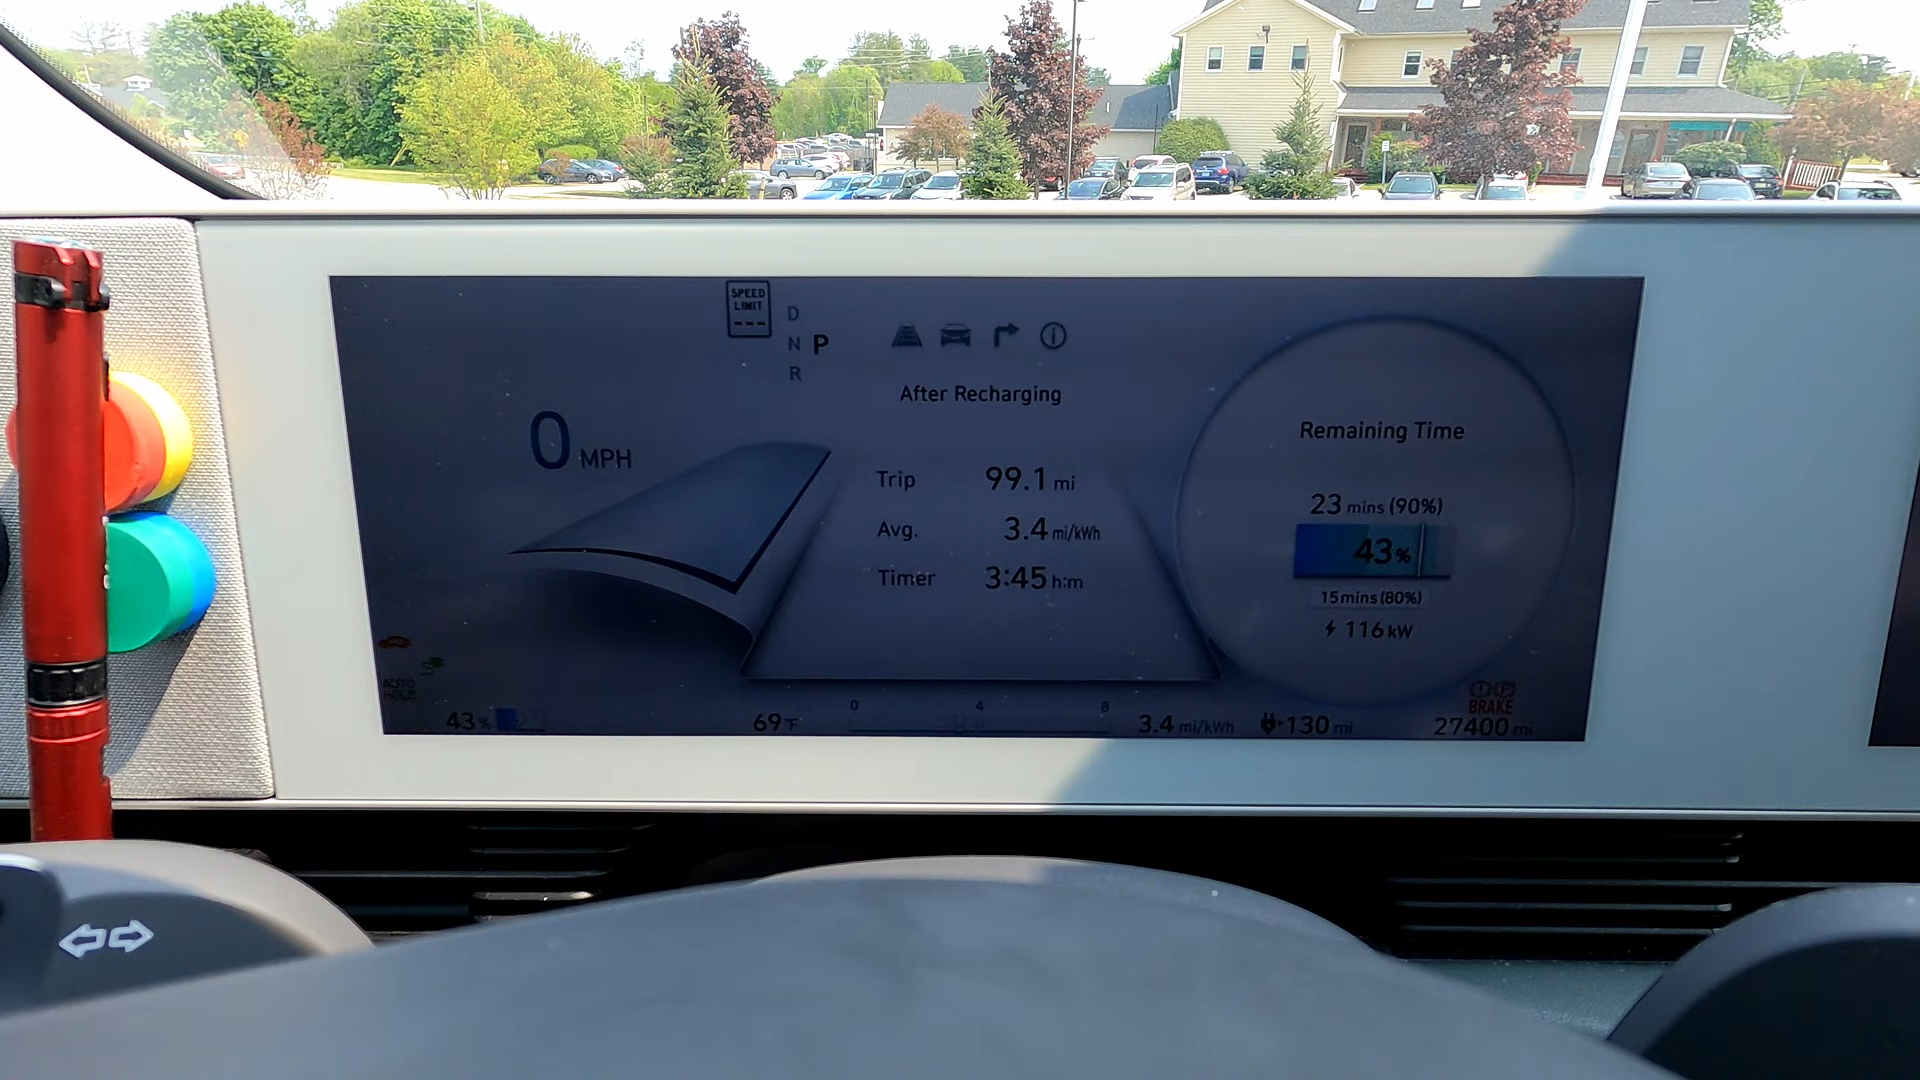 SPEED
LIMIT
---
D
N P
R
After Recharging
0 MPH
Trip 99.1 mi
Avg. 3.4 mi/kWh
Timer 3:45 h:m
Remaining Time
23 mins (90%)
43%
15mins(80%)
116 kW
AUTO
HOLD
BRAKE
0 4 8
43% 69°F 3.4 mi/kWh 130 mi 27400 mi